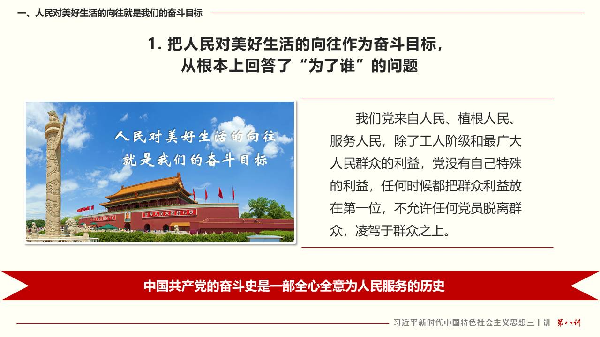 一、人民对美好生活的向往就是我们的奋斗目标
1. 把人民对美好生活的向往作为奋斗目标，
从根本上回答了“为了谁”的问题
人民对美好生活的向往
就是我们的奋斗目标
我们党来自人民、植根人民、
服务人民，除了工人阶级和最广大
人民群众的利益，党没有自己特殊
的利益，任何时候都把群众利益放
在第一位，不允许任何党员脱离群
众，凌驾于群众之上。
中国共产党的奋斗史是一部全心全意为人民服务的历史
习近平新时代中国特色社会主义思想三十讲 第八讲